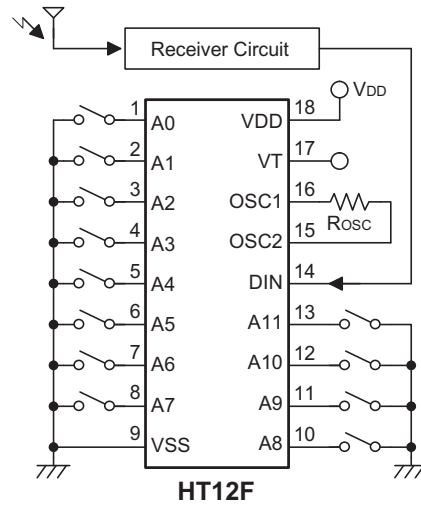 Receiver Circuit
VDD
1 A0 VDD 18
2 A1 VT 17
3 A2 OSC1 16
ROSC
4 A3 OSC2 15
5 A4 DIN 14
6 A5 A11 13
7 A6 A10 12
8 A7 A9 11
9 VSS A8 10
HT12F